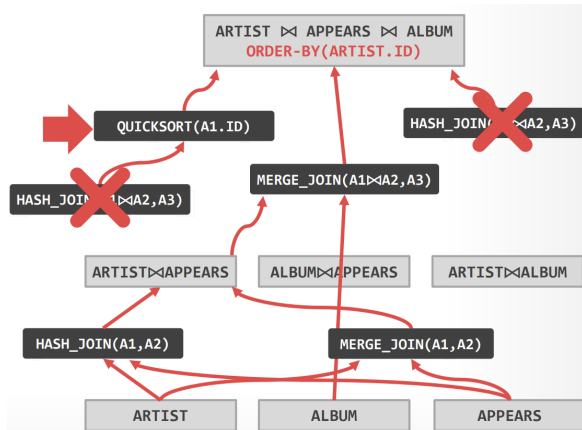 ARTIST ⋈ APPEARS ⋈ ALBUM
ORDER-BY(ARTIST.ID)
QUICKSORT(A1.ID)
HASH_JOIN( ⋈A2,A3)
HASH_JOIN( 1⋈A2,A3)
MERGE_JOIN(A1⋈A2,A3)
ARTIST⋈APPEARS
ALBUM⋈APPEARS
ARTIST⋈ALBUM
HASH_JOIN(A1,A2)
MERGE_JOIN(A1,A2)
ARTIST
ALBUM
APPEARS